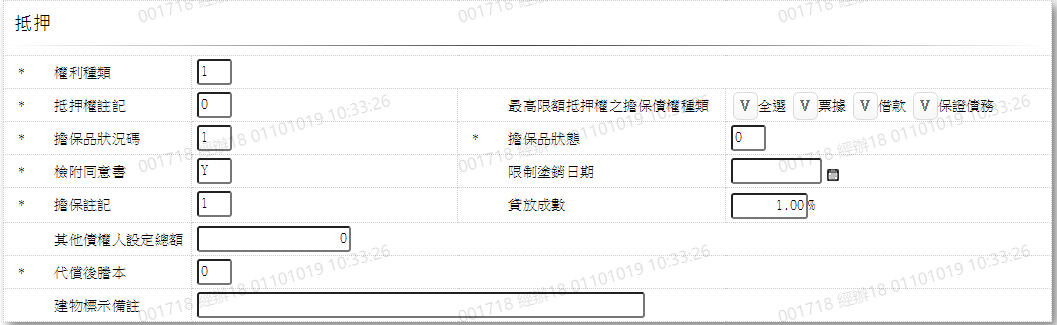 抵押
* 權利種類 1
* 抵押權註記 0 最高限額抵押權之擔保債權種類 V 全選 V 票據 V 借款 V 保證債務
* 擔保品狀況碼 1 * 擔保品狀態 0
* 檢附同意書 Y 限制塗銷日期
* 擔保註記 1 貸放成數 1.00%
其他債權人設定總額 0
* 代償後謄本 0
建物標示備註
001718 經辦18 01101019 10:33:26